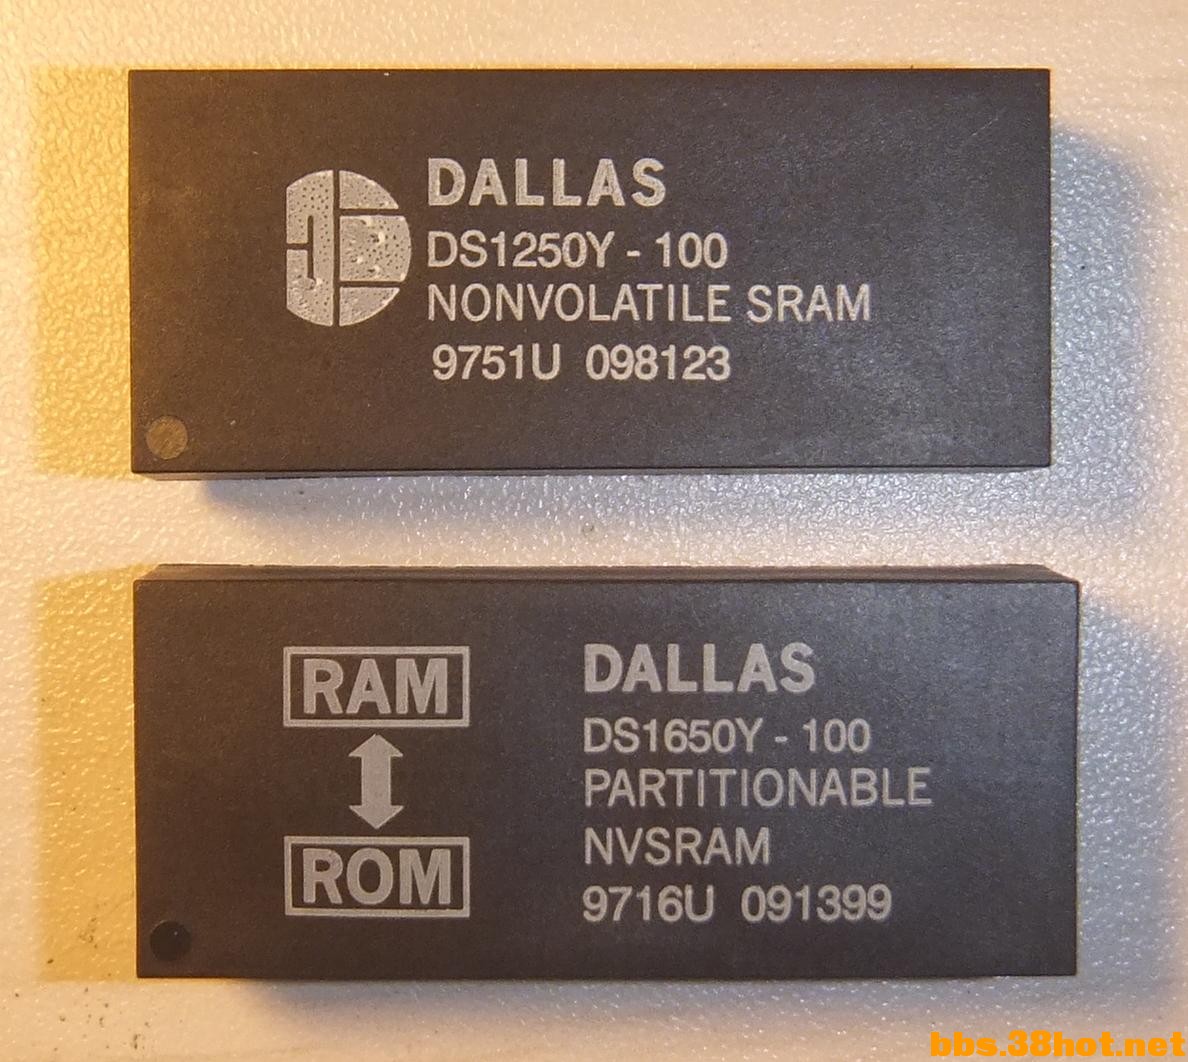 DALLAS
DS1250Y - 100
NONVOLATILE SRAM
9751U 098123
RAM
ROM
DALLAS
DS1650Y - 100
PARTITIONABLE
NVSRAM
9716U 091399
bbs.38hot.net